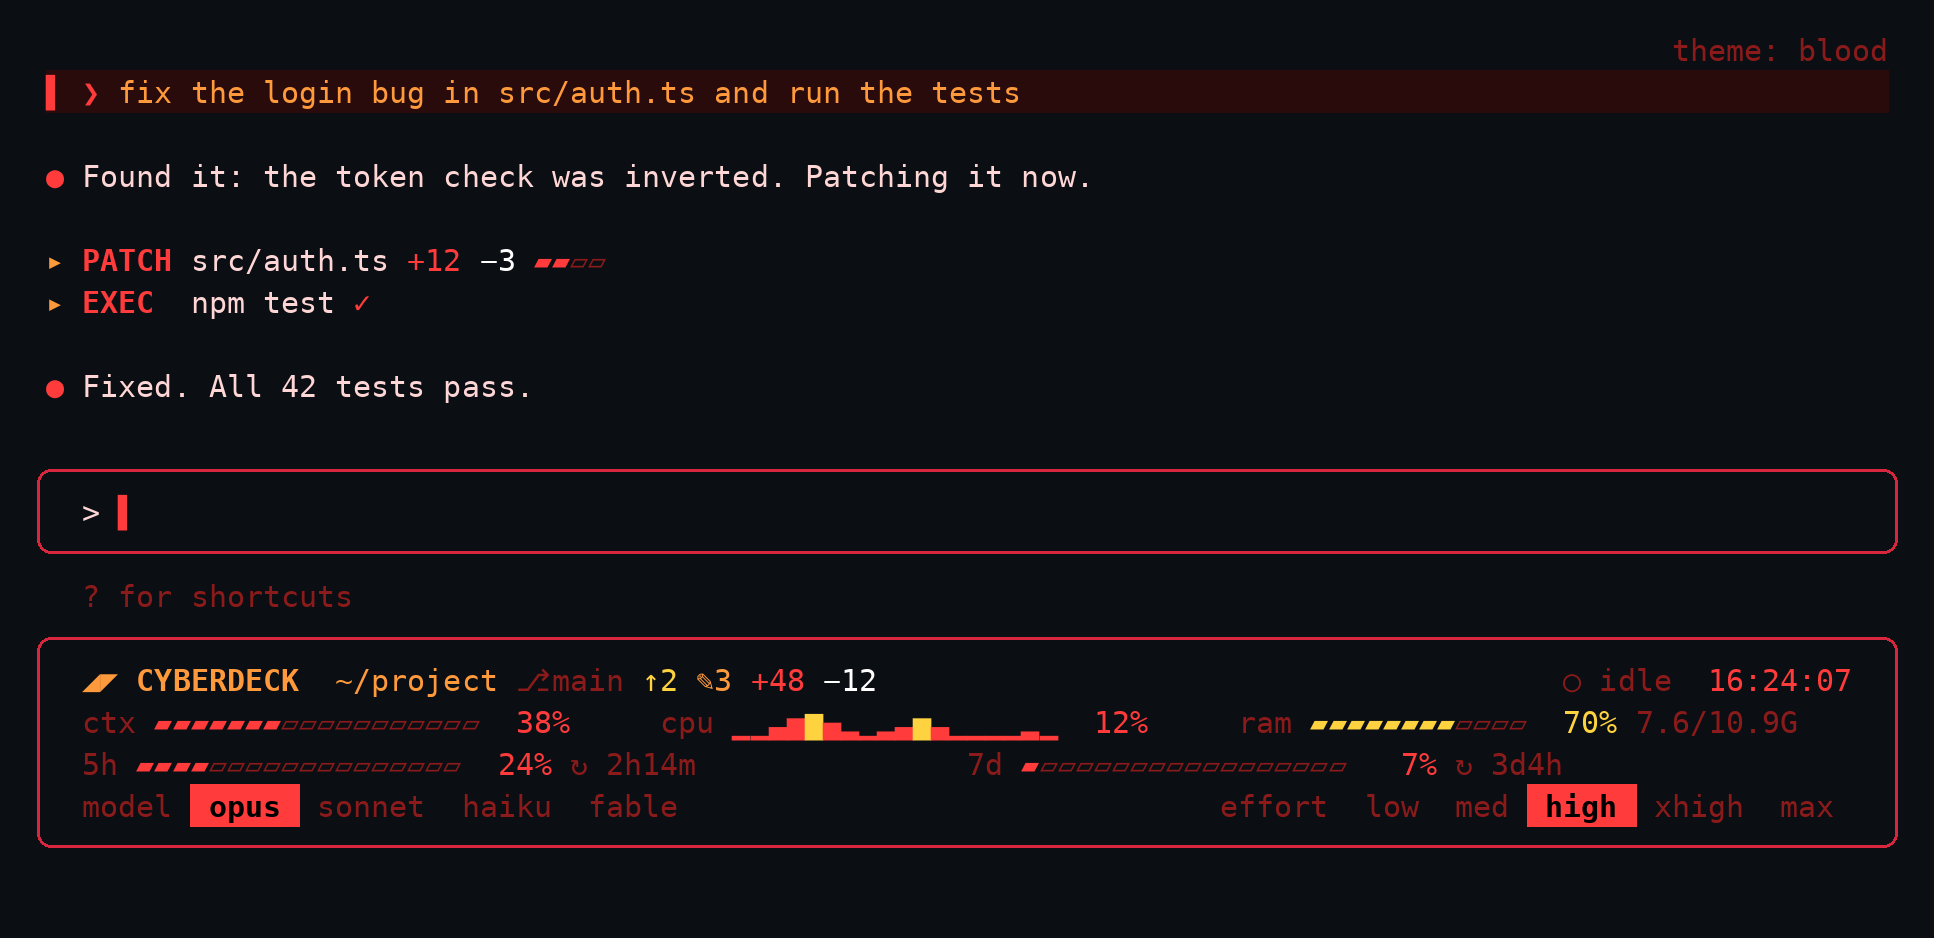 theme: blood
❯ fix the login bug in src/auth.ts and run the tests
● Found it: the token check was inverted. Patching it now.
▸ PATCH src/auth.ts +12 −3 ▰▰▱▱
▸ EXEC npm test ✓
● Fixed. All 42 tests pass.
>
? for shortcuts
◢◤ CYBERDECK ~/project ⎇main ↑2 ✎3 +48 −12 ○ idle 16:24:07
ctx 38% cpu 12% ram 70% 7.6/10.9G
5h 24% ↻ 2h14m 7d 7% ↻ 3d4h
model opus sonnet haiku fable effort low med high xhigh max